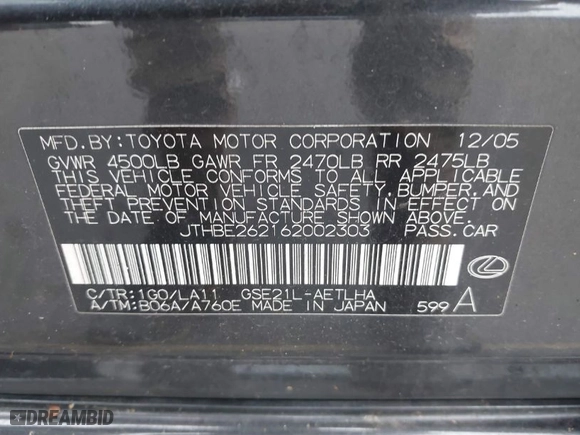 MFD.BY:TOYOTA MOTOR CORPORATION 12/05
GVWR 4500LB GAWR FR 2470LB RR 2475LB
THIS VEHICLE CONFORMS TO ALL APPLICABLE
FEDERAL MOTOR VEHICLE SAFETY, BUMPER, AND
THEFT PREVENTION STANDARDS IN EFFECT ON
THE DATE OF MANUFACTURE SHOWN ABOVE.
JTHBE262162002303 PASS.CAR
C/TR:1G0/LA11 GSE21L-AETLHA
A/TM:B06A/A760E MADE IN JAPAN 599 A
DREAMBID